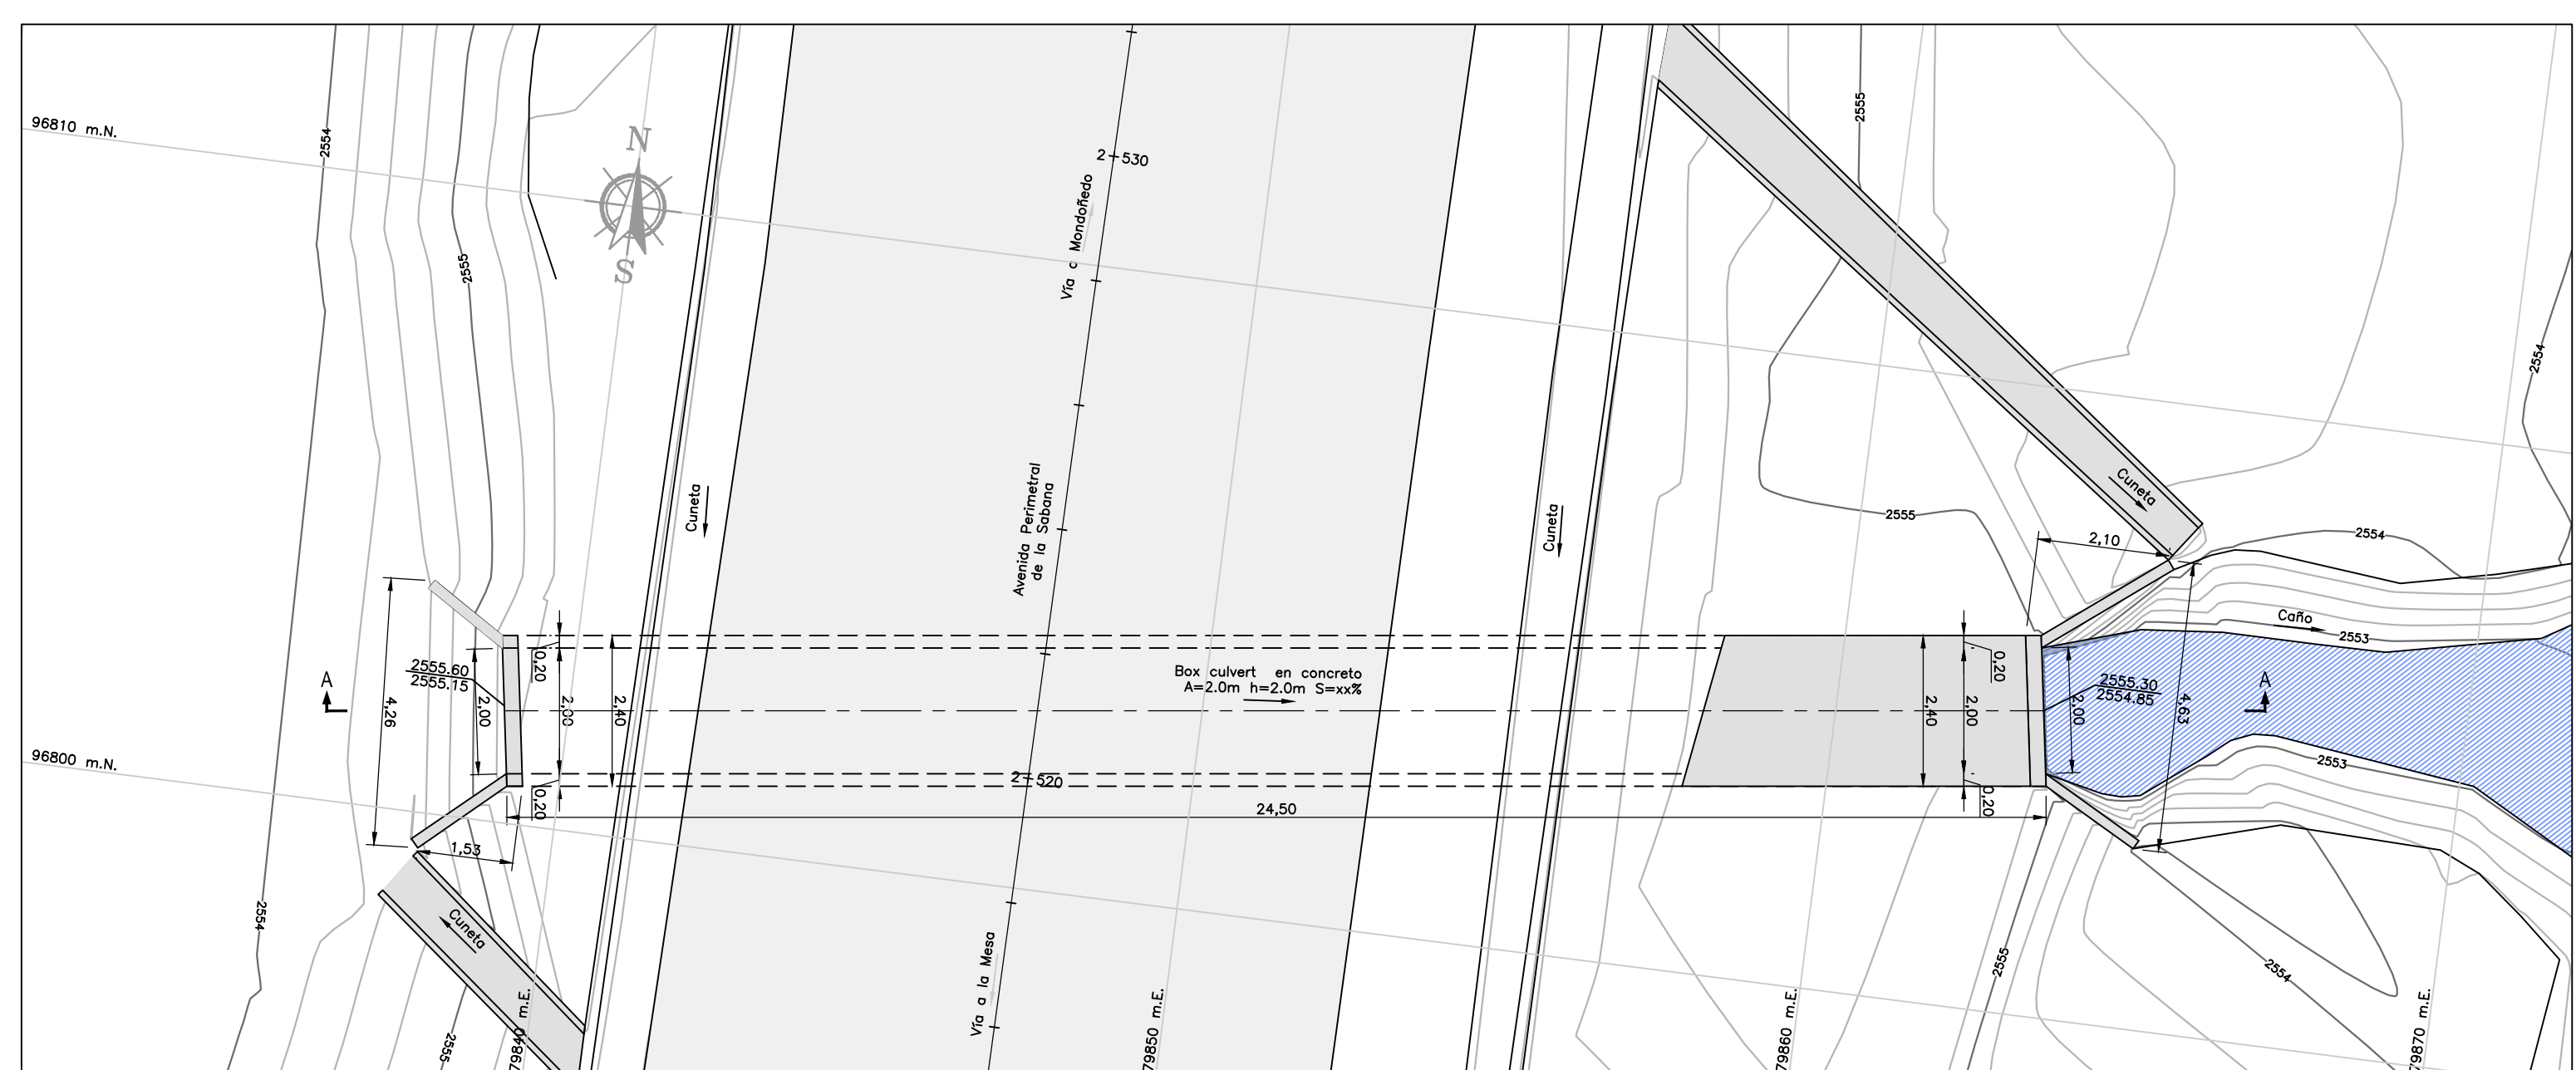 96810 m.N.
2554
2555
N
S
2+530
Vía a Mondoñedo
2555
2554
Cuneta
Cuneta
Cuneta
Avenida Perimetral
de la Sabana
2555
2554
2,10
Caño
2553
4,26
2555.60
2555.15
2,00
0,20
2,00
2,40
A
Box culvert en concreto
A=2.0m h=2.0m S=xx%
2,40
2,00
0,20
2,00
2555.30
2554.85
4,63
A
96800 m.N.
2+520
0,20
24,50
0,20
2553
1,53
2554
Cuneta
Vía a la Mesa
2555
2554
2555
79840 m.E.
79850 m.E.
79860 m.E.
79870 m.E.